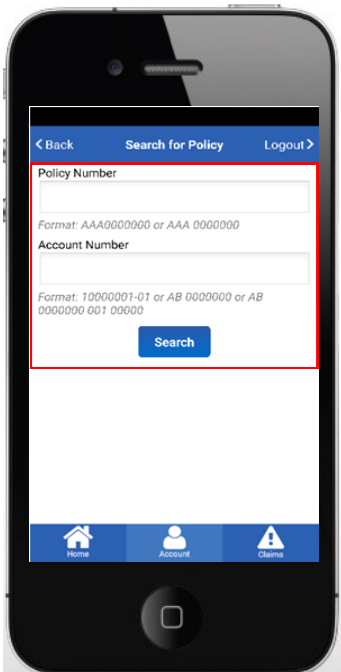 Back Search for Policy Logout
Policy Number
Format: AAA0000000 or AAA 0000000
Account Number
Format: 10000001-01 or AB 0000000 or AB
0000000 001 00000
Search
Home Account Claims